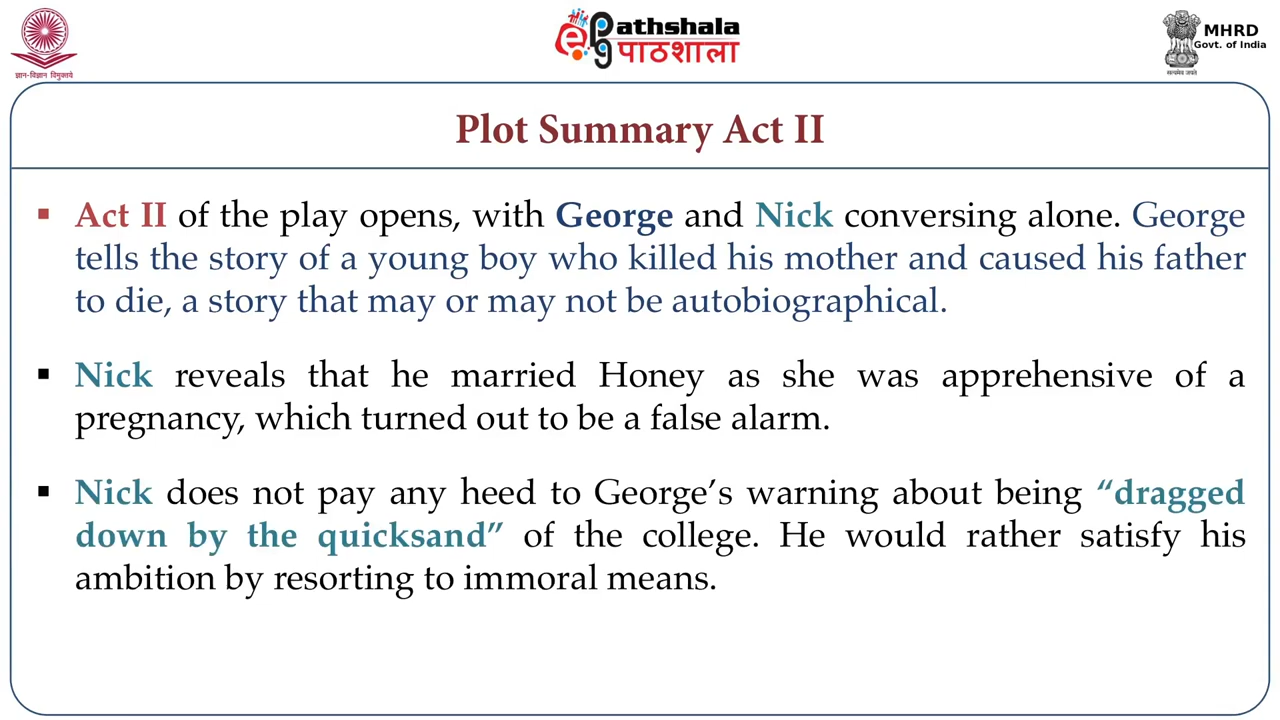 ज्ञान-विज्ञान विमुक्तये
ePathshala
पाठशाला
MHRD
Govt. of India
सत्यमेव जयते
Plot Summary Act II
▪ Act II of the play opens, with George and Nick conversing alone. George
tells the story of a young boy who killed his mother and caused his father
to die, a story that may or may not be autobiographical.
▪ Nick reveals that he married Honey as she was apprehensive of a
pregnancy, which turned out to be a false alarm.
▪ Nick does not pay any heed to George’s warning about being “dragged
down by the quicksand” of the college. He would rather satisfy his
ambition by resorting to immoral means.